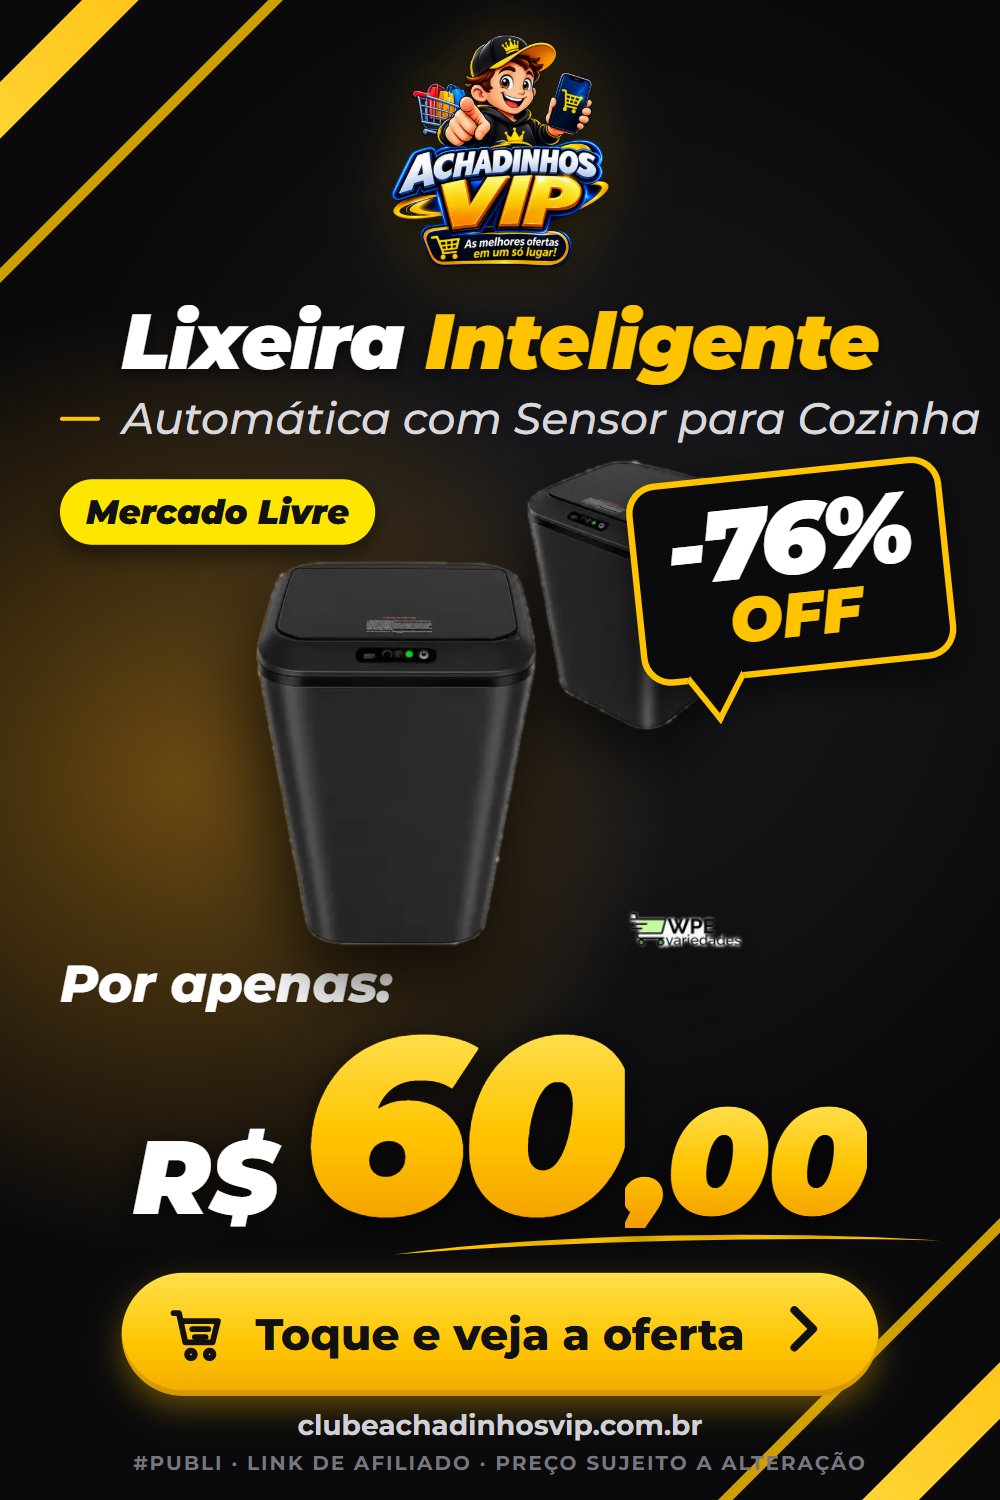 ACHADINHOS
VIP
As melhores ofertas
em um só lugar!
Lixeira Inteligente
— Automática com Sensor para Cozinha
Mercado Livre
-76%
OFF
WPE
variedades
Por apenas:
R$ 60,00
Toque e veja a oferta
clubeachadinhosvip.com.br
#PUBLI · LINK DE AFILIADO · PREÇO SUJEITO A ALTERAÇÃO